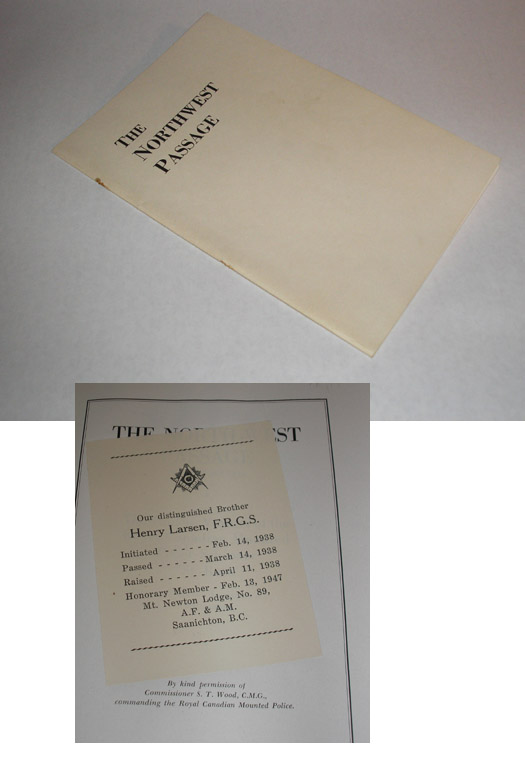 THE
NORTHWEST
PASSAGE
THE NORTHWEST
Our distinguished Brother
Henry Larsen, F.R.G.S.
Initiated - - - - - - Feb. 14, 1938
Passed - - - - - - March 14, 1938
Raised - - - - - - April 11, 1938
Honorary Member - Feb. 13, 1947
Mt. Newton Lodge, No. 89,
A.F. & A.M.
Saanichton, B.C.
By kind permission of
Commissioner S. T. Wood, C.M.G.,
commanding the Royal Canadian Mounted Police.